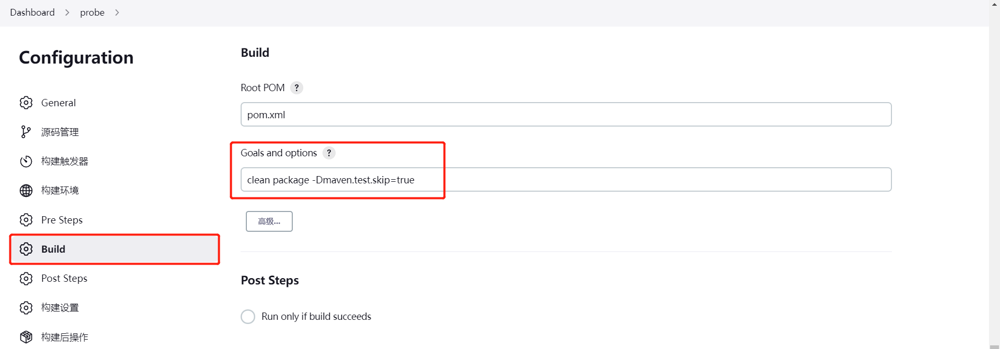 Dashboard > probe >
Configuration
General
源码管理
构建触发器
构建环境
Pre Steps
Build
Post Steps
构建设置
构建后操作
Build
Root POM ?
pom.xml
Goals and options ?
clean package -Dmaven.test.skip=true
高级...
Post Steps
Run only if build succeeds